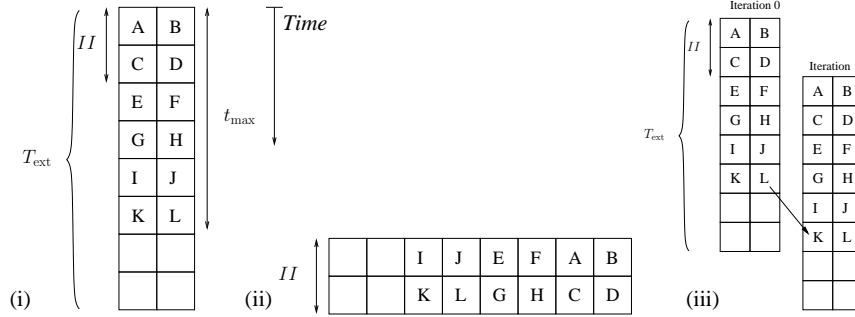 A B
C D
E F
G H
I J
K L
II
t_max
T_ext
Time
(i)
II
I J E F A B
K L G H C D
(ii)
Iteration 0
A B
C D
E F
G H
I J
K L
II
T_ext
Iteration
A B
C D
E F
G H
I J
K L
(iii)